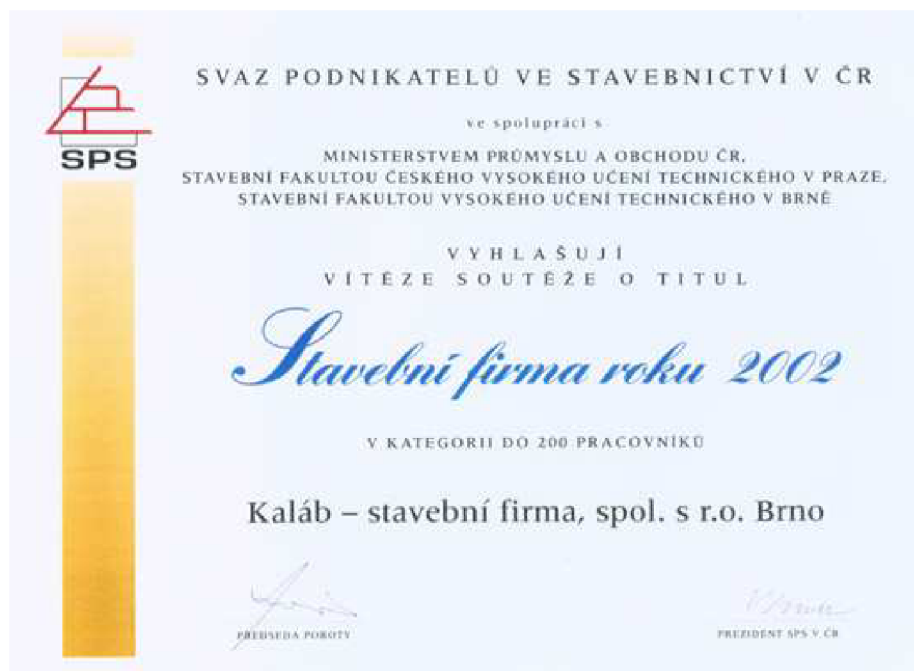 SVAZ PODNIKATELŮ VE STAVEBNICTVÍ V ČR
SPS
ve spolupráci s
MINISTERSTVEM PRŮMYSLU A OBCHODU ČR,
STAVEBNÍ FAKULTOU ČESKÉHO VYSOKÉHO UČENÍ TECHNICKÉHO V PRAZE,
STAVEBNÍ FAKULTOU VYSOKÉHO UČENÍ TECHNICKÉHO V BRNĚ
VYHLAŠUJÍ
VÍTĚZE SOUTĚŽE O TITUL
Stavební firma roku 2002
V KATEGORII DO 200 PRACOVNÍKŮ
Kaláb – stavební firma, spol. s r.o. Brno
PŘEDSEDA POROTY
PREZIDENT SPS V ČR